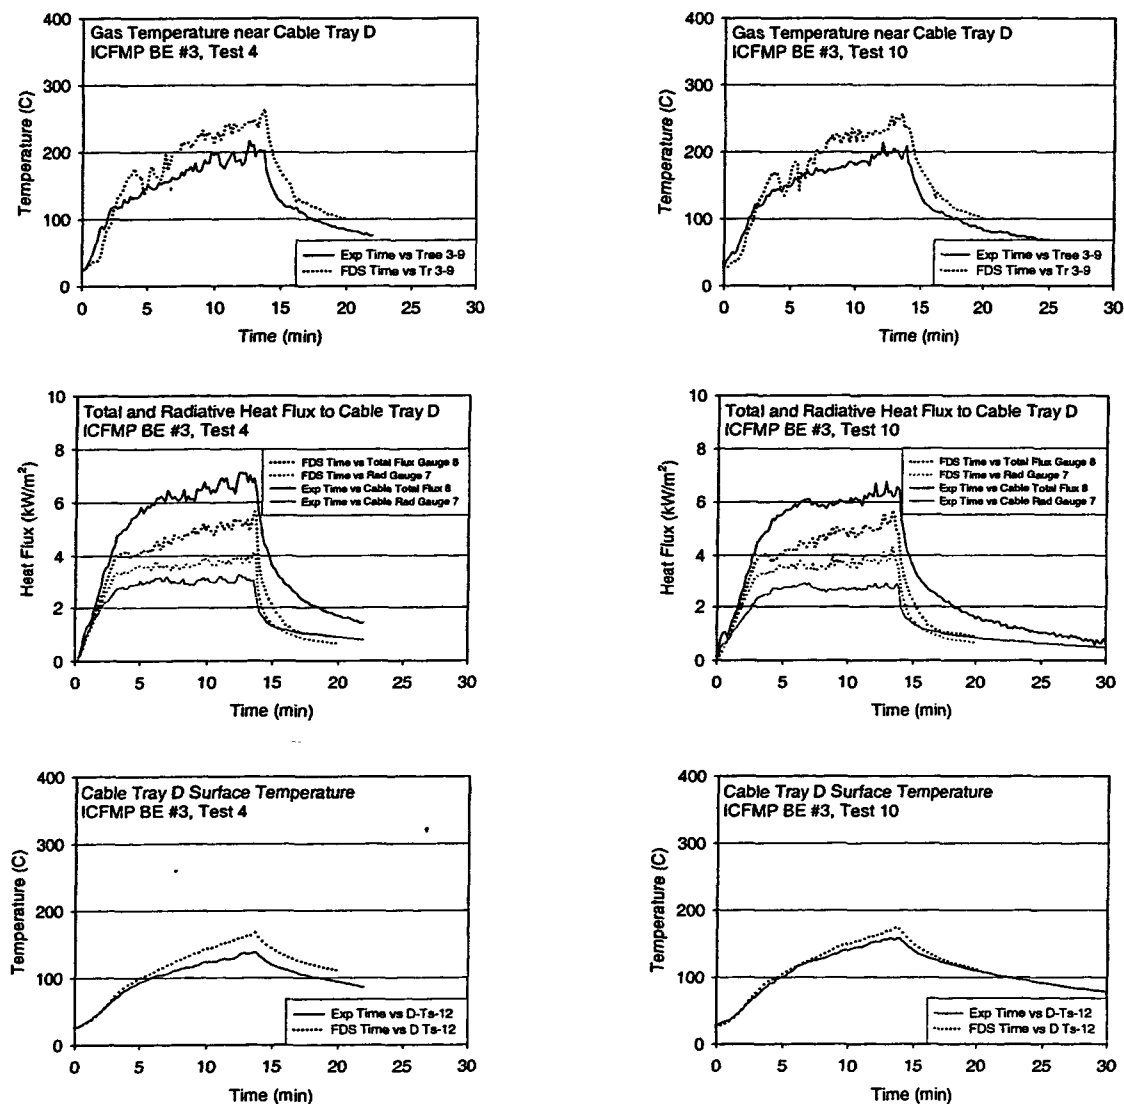 Gas Temperature near Cable Tray D
ICFMP BE #3, Test 4
Temperature (C)
400
300
200
100
0
Exp Time vs Tree 3-9
FDS Time vs Tr 3-9
0 5 10 15 20 25 30
Time (min)
Gas Temperature near Cable Tray D
ICFMP BE #3, Test 10
Temperature (C)
400
300
200
100
0
Exp Time vs Tree 3-9
FDS Time vs Tr 3-9
0 5 10 15 20 25 30
Time (min)
Total and Radiative Heat Flux to Cable Tray D
ICFMP BE #3, Test 4
Heat Flux (kW/m²)
10
8
6
4
2
0
FDS Time vs Total Flux Gauge 8
FDS Time vs Rad Gauge 7
Exp Time vs Cable Total Flux 8
Exp Time vs Cable Rad Gauge 7
0 5 10 15 20 25 30
Time (min)
Total and Radiative Heat Flux to Cable Tray D
ICFMP BE #3, Test 10
Heat Flux (kW/m²)
10
8
6
4
2
0
FDS Time vs Total Flux Gauge 8
FDS Time vs Rad Gauge 7
Exp Time vs Cable Total Flux 8
Exp Time vs Cable Rad Gauge 7
0 5 10 15 20 25 30
Time (min)
Cable Tray D Surface Temperature
ICFMP BE #3, Test 4
Temperature (C)
400
300
200
100
0
Exp Time vs D-Ts-12
FDS Time vs D Ts-12
0 5 10 15 20 25 30
Time (min)
Cable Tray D Surface Temperature
ICFMP BE #3, Test 10
Temperature (C)
400
300
200
100
0
Exp Time vs D-Ts-12
FDS Time vs D Ts-12
0 5 10 15 20 25 30
Time (min)